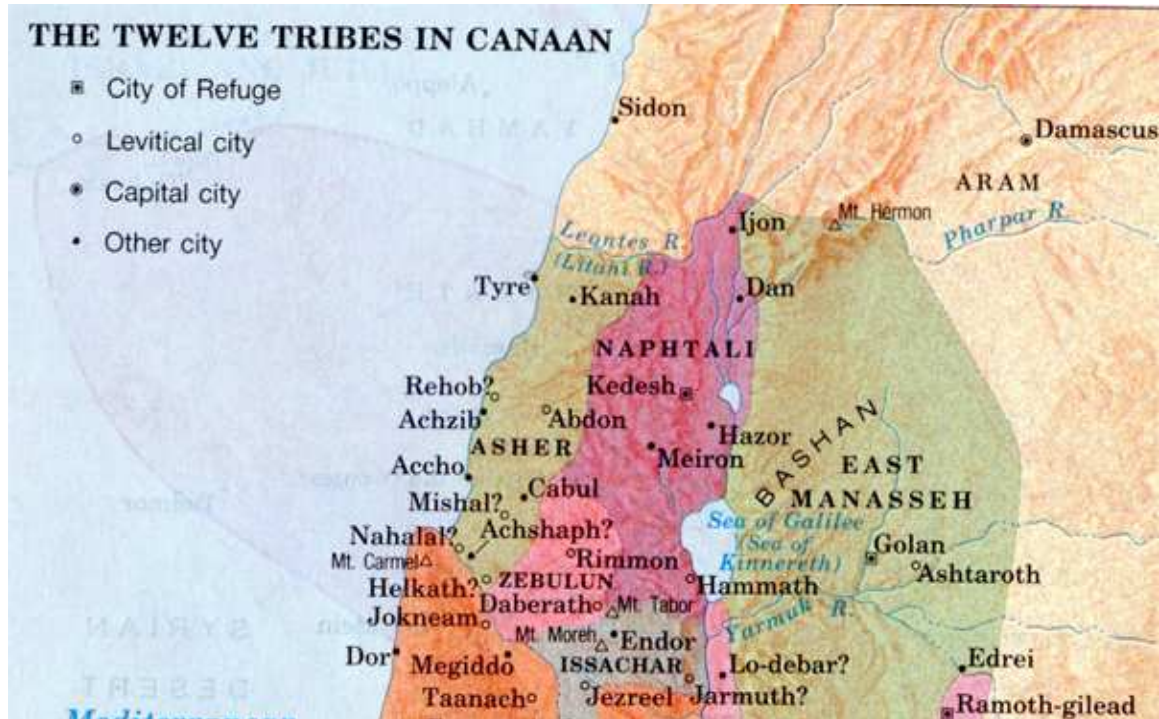 THE TWELVE TRIBES IN CANAAN
City of Refuge
Levitical city
Capital city
Other city
Sidon
Damascus
ARAM
Mt. Hermon
Ijon
Pharpar R.
Leontes R.
(Litani R.)
Tyre
Kanah
Dan
NAPHTALI
Kedesh
Rehob?
Achzib
Abdon
Hazor
ASHER
Meiron
BASHAN
EAST
MANASSEH
Accho
Cabul
Mishal?
Achshaph?
Sea of Galilee
(Sea of
Kinnereth)
Nahalal?
Mt. Carmel
Rimmon
Golan
Ashtaroth
Helkath?
ZEBULUN
Hammath
Daberath
Mt. Tabor
Yarmuk R.
Jokneam
Mt. Moreh
Endor
Dor
Megiddo
ISSACHAR
Lo-debar?
Edrei
Taanach
Jezreel
Jarmuth?
Ramoth-gilead
Mediterranean